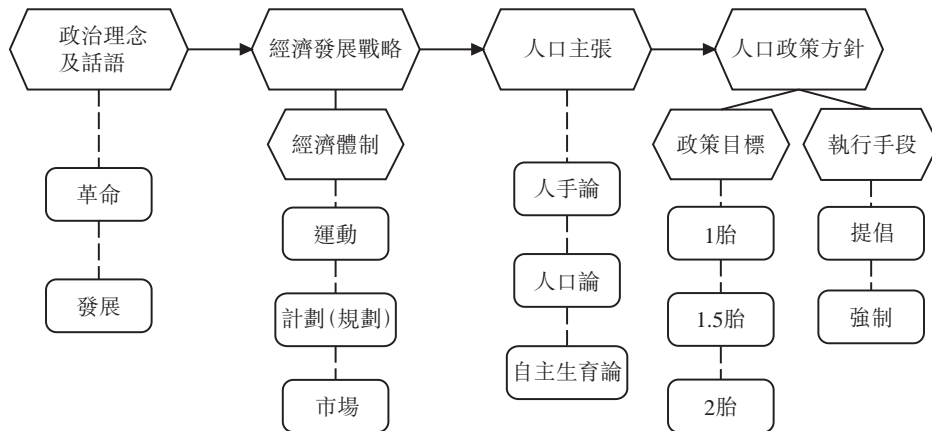 政治理念
及話語
經濟發展戰略
人口主張
人口政策方針
經濟體制
政策目標
執行手段
革命
人手論
運動
1胎
提倡
發展
人口論
計劃(規劃)
1.5胎
強制
自主生育論
市場
2胎